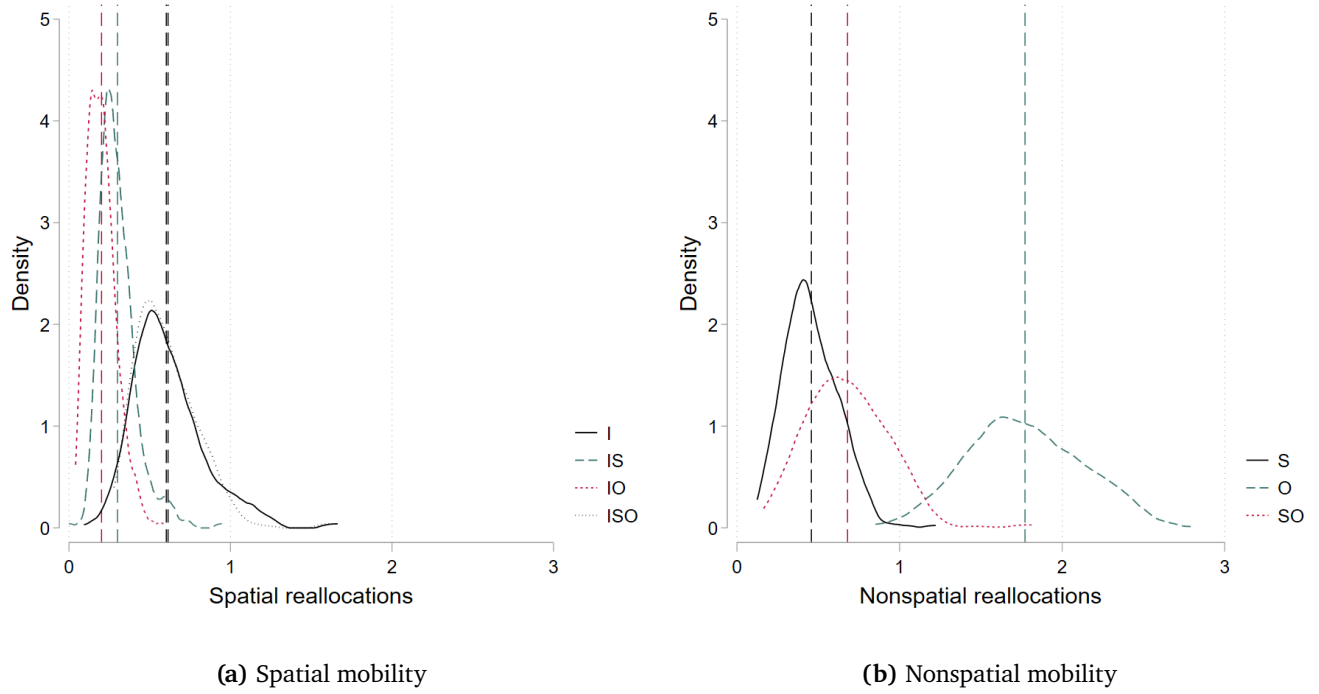 5
4
3
2
1
0
Density
0
1
2
3
Spatial reallocations
I
IS
IO
ISO
(a) Spatial mobility
5
4
3
2
1
0
Density
0
1
2
3
Nonspatial reallocations
S
O
SO
(b) Nonspatial mobility